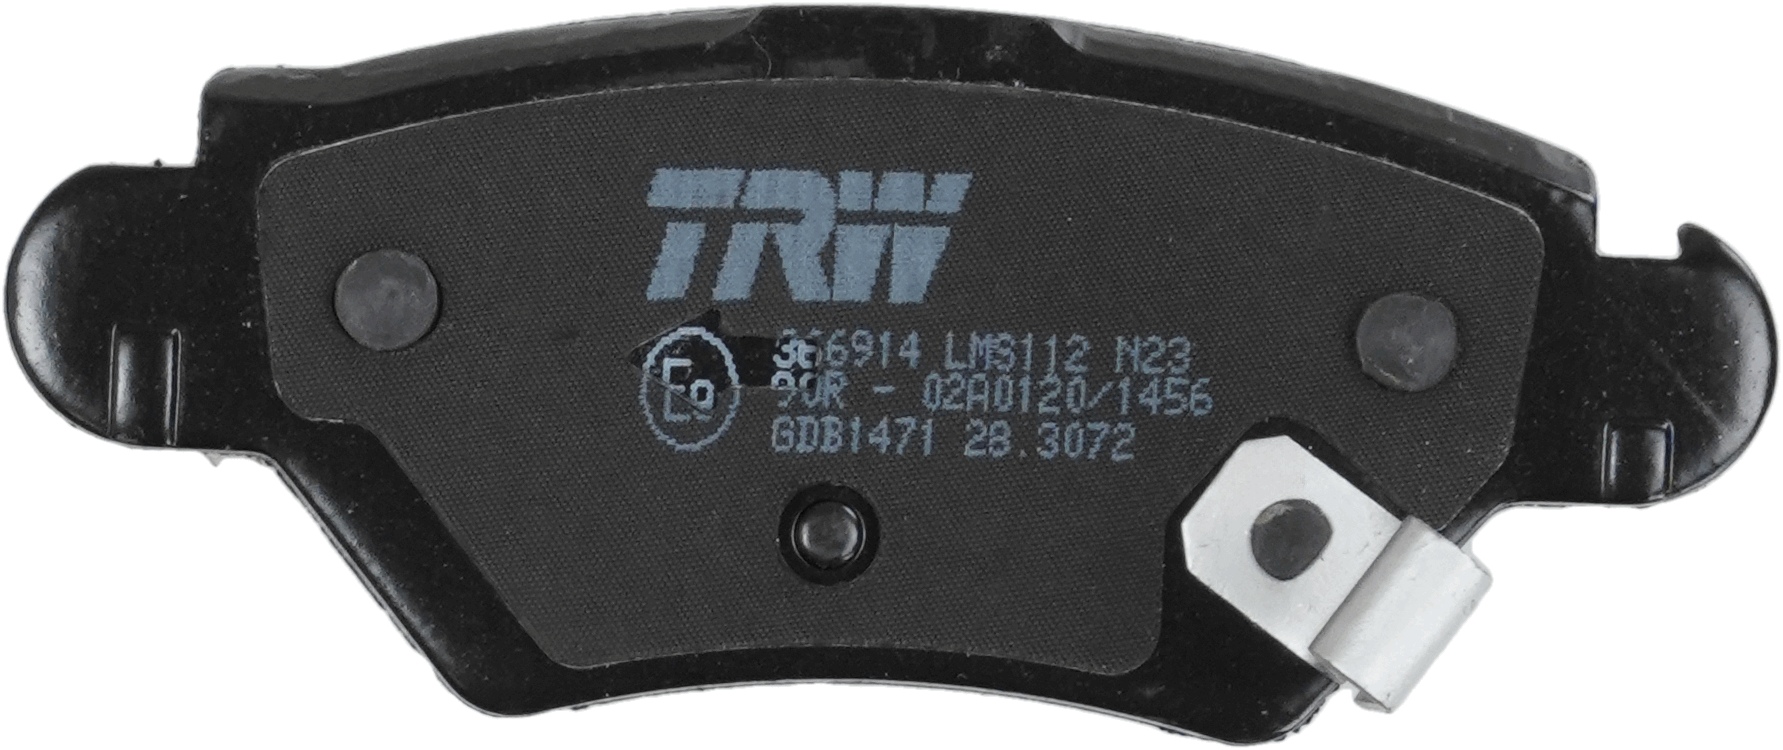 TRW
366914 LMS112 N23
E9 90R - 02A0120/1456
GDB1471 28.3072